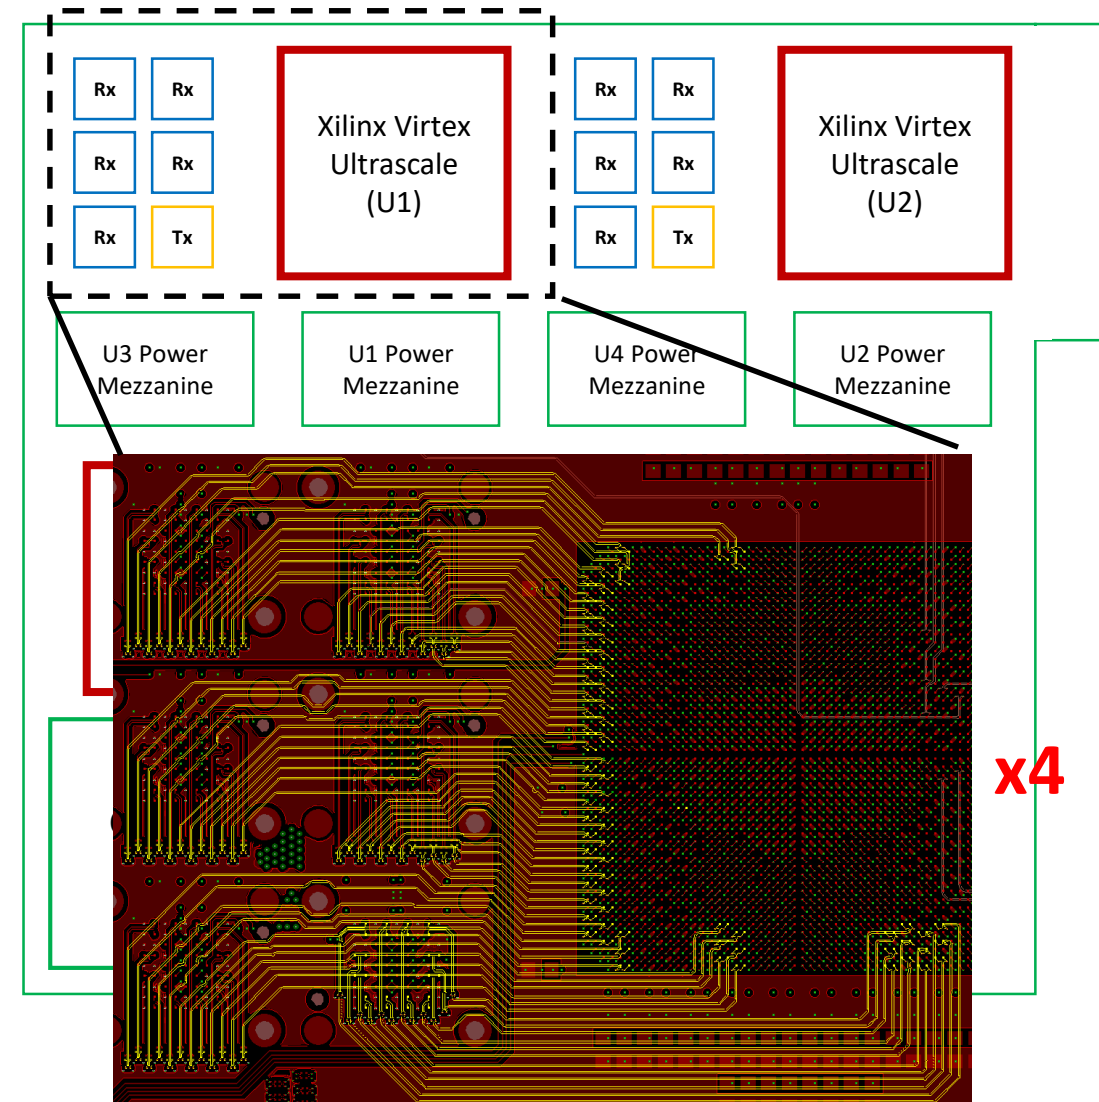 Rx Rx Xilinx Virtex Rx Rx Xilinx Virtex
Rx Rx Ultrascale Rx Rx Ultrascale
Rx Tx (U1) Rx Tx (U2)
U3 Power U1 Power U4 Power U2 Power
Mezzanine Mezzanine Mezzanine Mezzanine
x4